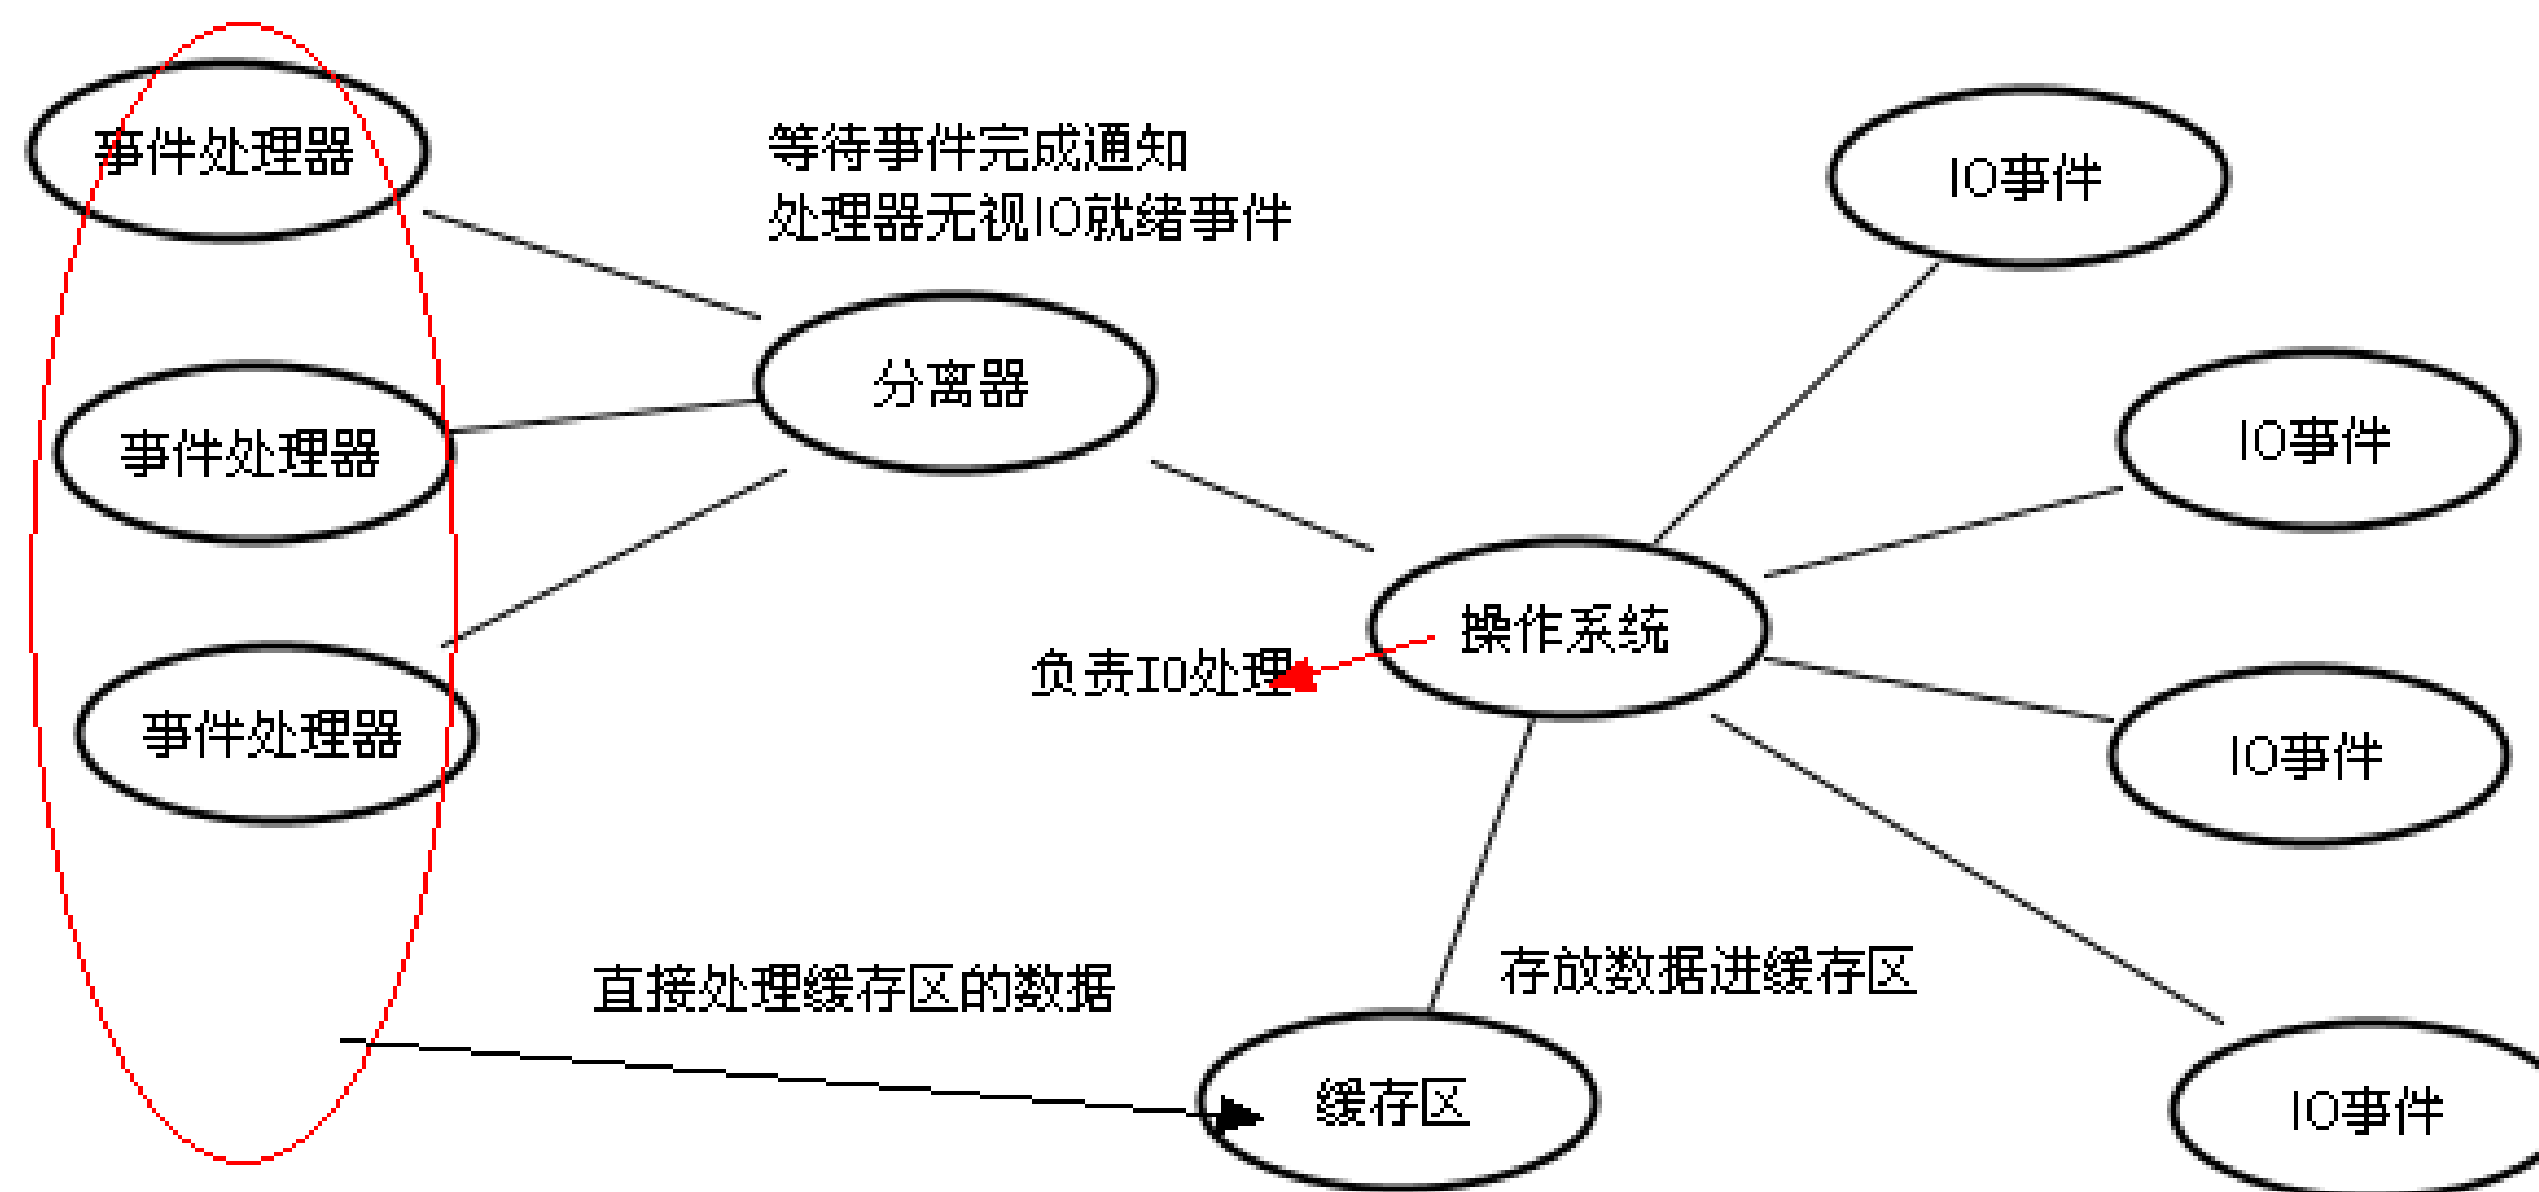 事件处理器
等待事件完成通知
处理器无视IO就绪事件
IO事件
分离器
IO事件
事件处理器
操作系统
负责IO处理
事件处理器
IO事件
直接处理缓存区的数据
存放数据进缓存区
缓存区
IO事件